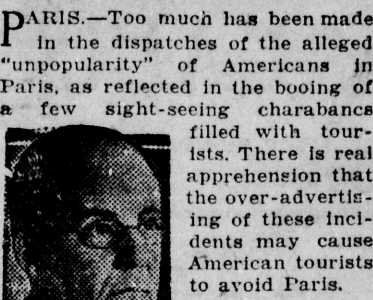 PARIS.—Too much has been made
in the dispatches of the alleged
"unpopularity" of Americans in
Paris, as reflected in the booing of
a few sight-seeing charabancs
filled with tour-
ists. There is real
apprehension that
the over-advertis-
ing of these inci-
dents may cause
American tourists
to avoid Paris.